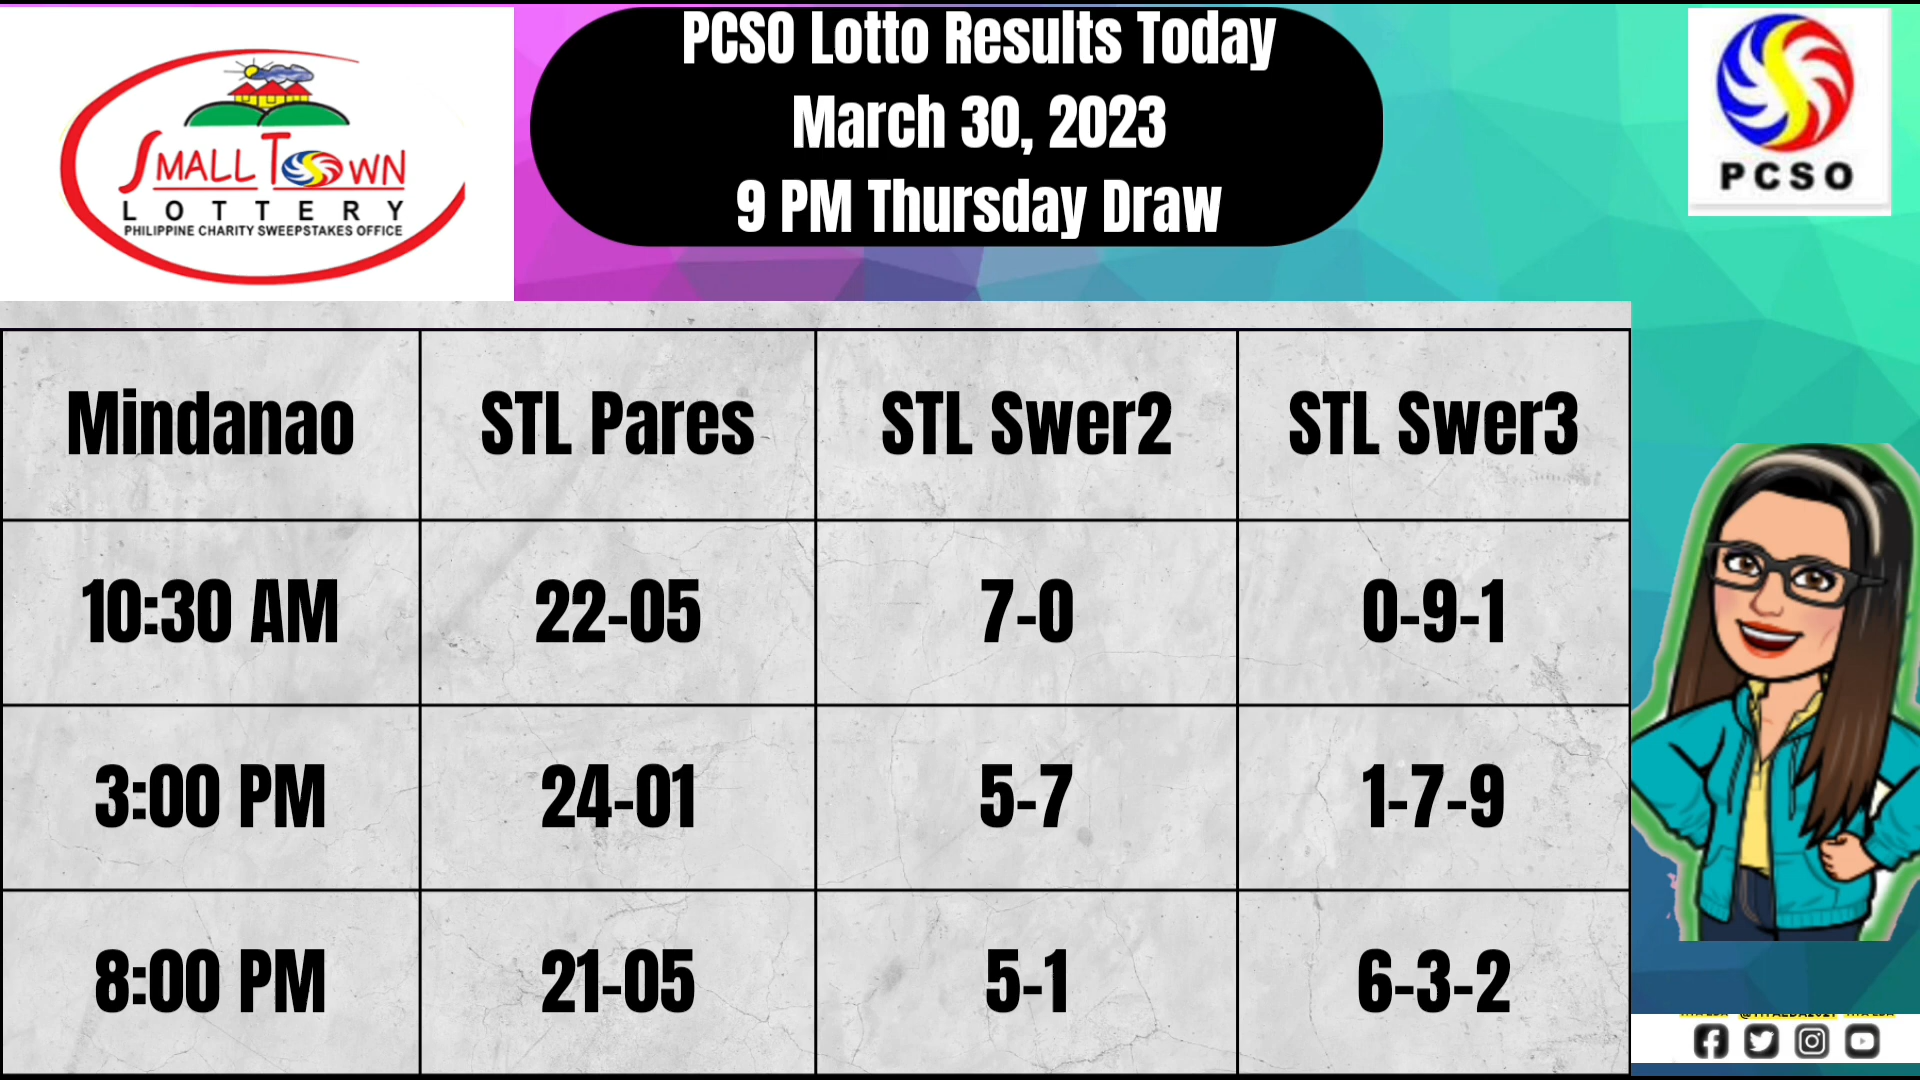 PCSO Lotto Results Today
March 30, 2023
9 PM Thursday Draw
SMALL TOWN
LOTTERY
PHILIPPINE CHARITY SWEEPSTAKES OFFICE
PCSO
Mindanao STL Pares STL Swer2 STL Swer3
10:30 AM 22-05 7-0 0-9-1
3:00 PM 24-01 5-7 1-7-9
8:00 PM 21-05 5-1 6-3-2